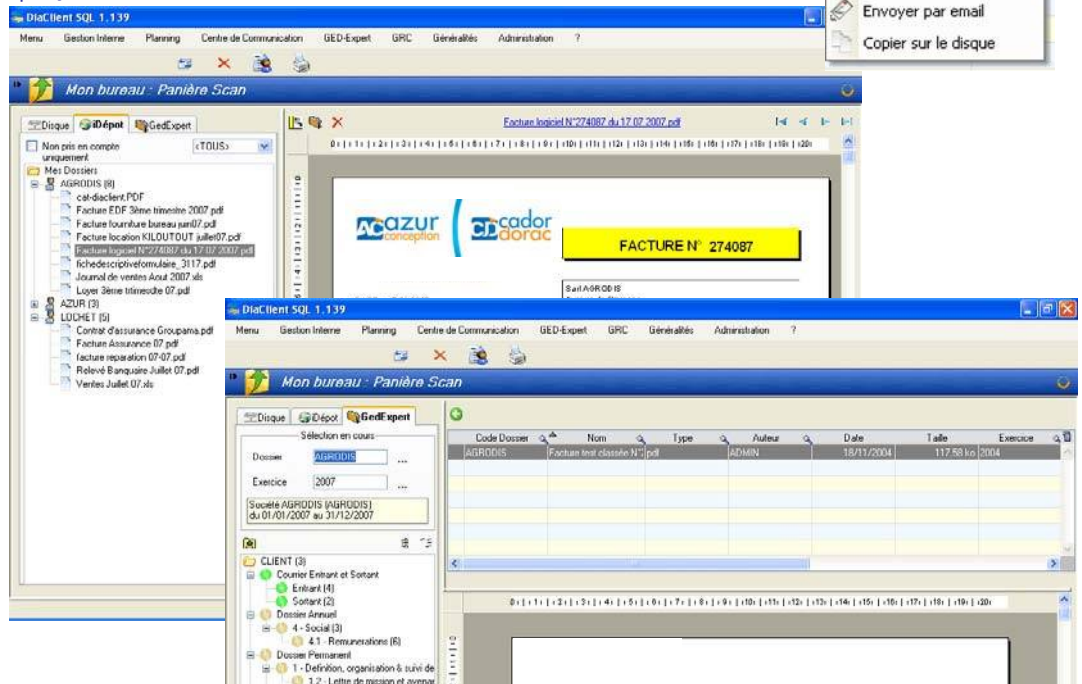 Envoyer par email
Copier sur le disque
DiaClient SQL 1.139
Menu Gestion Interne Planning Centre de Communication GED-Expert GRC Généralités Administration ?
Mon bureau : Panière Scan
Disque iDépot GedExpert
Non pris en compte uniquement
<TOUS>
Facture logiciel N°274087 du 17 07 2007.pdf
Mes Dossiers
AGRODIS (8)
cat-diaclient.PDF
Facture EDF 3ème trimestre 2007.pdf
Facture fourniture bureau juin07.pdf
Facture location KILOUTOUT juillet07.pdf
Facture logiciel N°274087 du 17 07 2007.pdf
fichedescriptiveformulaire_3117.pdf
Journal de ventes Aout 2007.xls
Loyer 3ème trimestre 07.pdf
AZUR (3)
LOCHET (5)
Contrat d'assurance Groupama.pdf
Facture Assurance 07.pdf
facture reparation 07-07.pdf
Relevé Banquaire Juillet 07.pdf
Ventes Juillet 07.xls
AC azur conception
CD cador dorac
FACTURE N° 274087
Sarl AGRODIS
DiaClient SQL 1.139
Menu Gestion Interne Planning Centre de Communication GED-Expert GRC Généralités Administration ?
Mon bureau : Panière Scan
Disque iDépot GedExpert
Sélection en cours
Dossier AGRODIS ...
Exercice 2007 ...
Société AGRODIS (AGRODIS)
du 01/01/2007 au 31/12/2007
CLIENT (3)
Courrier Entrant et Sortant
Entrant (4)
Sortant (2)
Dossier Annuel
4 - Social (3)
4.1 - Remunerations (6)
Dossier Permanent
1 - Definition, organisation & suivi de
1.2 - Lettre de mission et avenar
Code Dossier Nom Type Auteur Date Taille Exercice
AGRODIS Facture test classée N° pdf ADMIN 18/11/2004 117,58 ko 2004